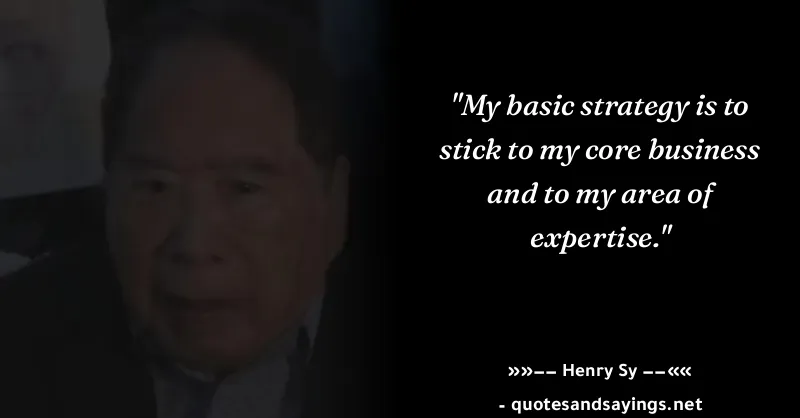 "My basic strategy is to
stick to my core business
and to my area of
expertise."
»»−− Henry Sy −−««
- quotesandsayings.net